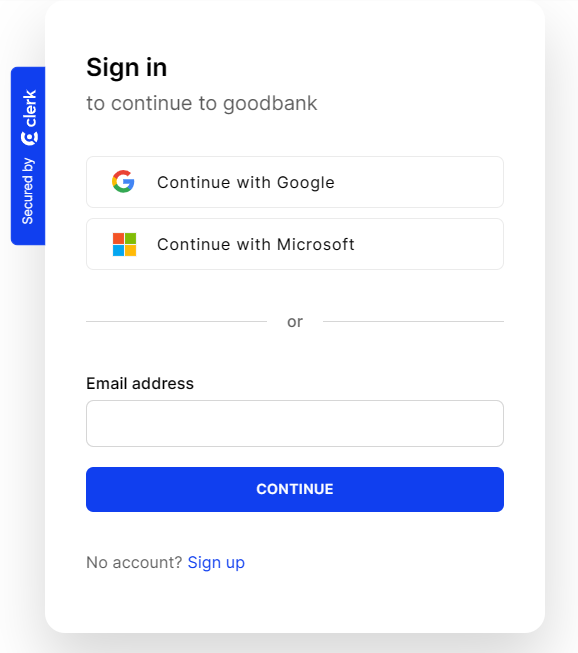 Sign in
to continue to goodbank
Secured by clerk
Continue with Google
Continue with Microsoft
or
Email address
CONTINUE
No account? Sign up